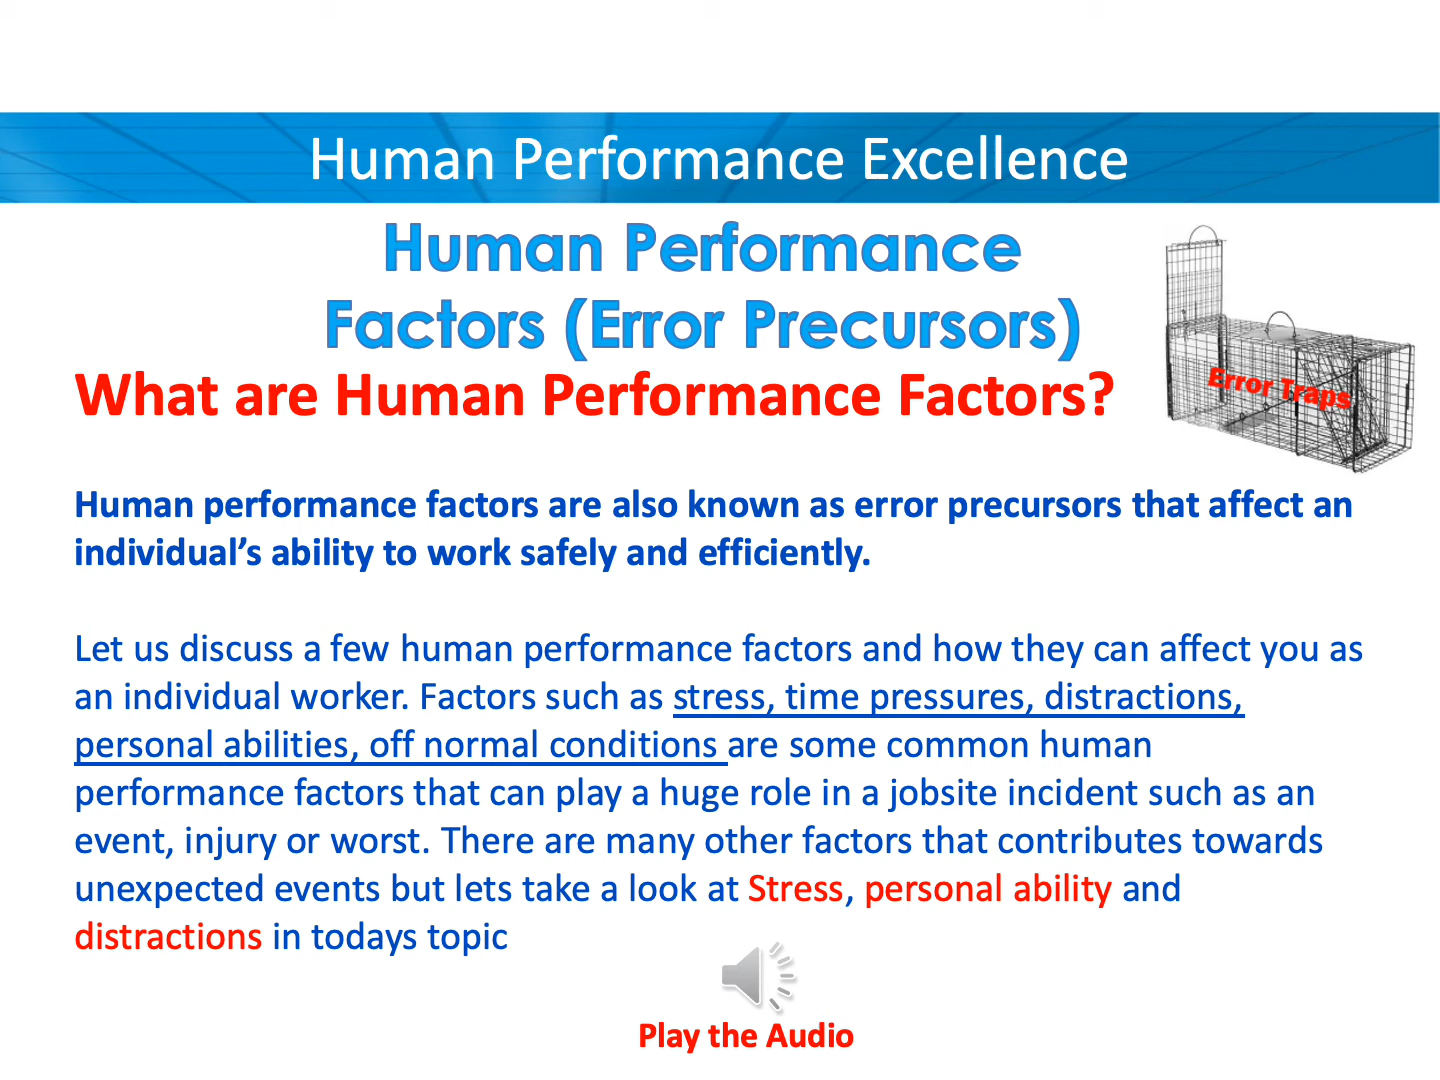 Human Performance Excellence
Human Performance
Factors (Error Precursors)
What are Human Performance Factors?
Error Traps
Human performance factors are also known as error precursors that affect an
individual’s ability to work safely and efficiently.
Let us discuss a few human performance factors and how they can affect you as
an individual worker. Factors such as stress, time pressures, distractions,
personal abilities, off normal conditions are some common human
performance factors that can play a huge role in a jobsite incident such as an
event, injury or worst. There are many other factors that contributes towards
unexpected events but lets take a look at Stress, personal ability and
distractions in todays topic
Play the Audio